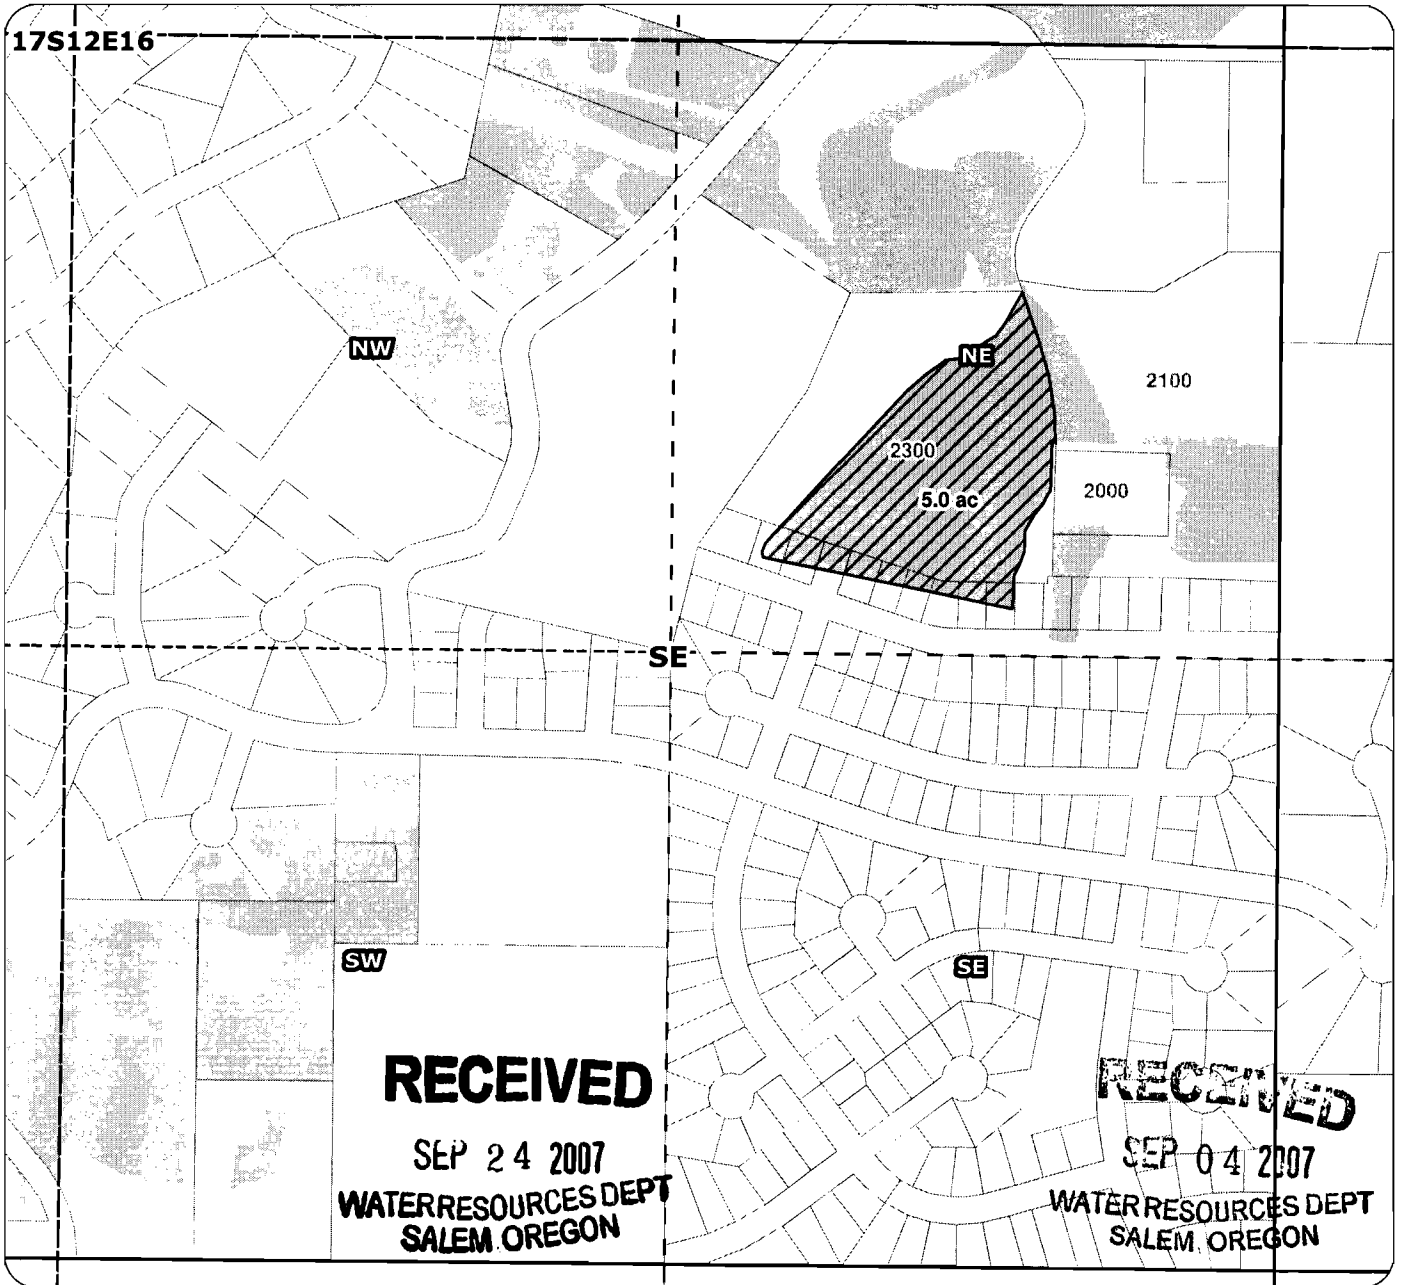 17S12E16
NW
NE
2100
2300
2000
5.0 ac
SE
SW
SE
RECEIVED
SEP 24 2007
WATER RESOURCES DEPT
SALEM OREGON
RECEIVED
SEP 04 2007
WATER RESOURCES DEPT
SALEM, OREGON